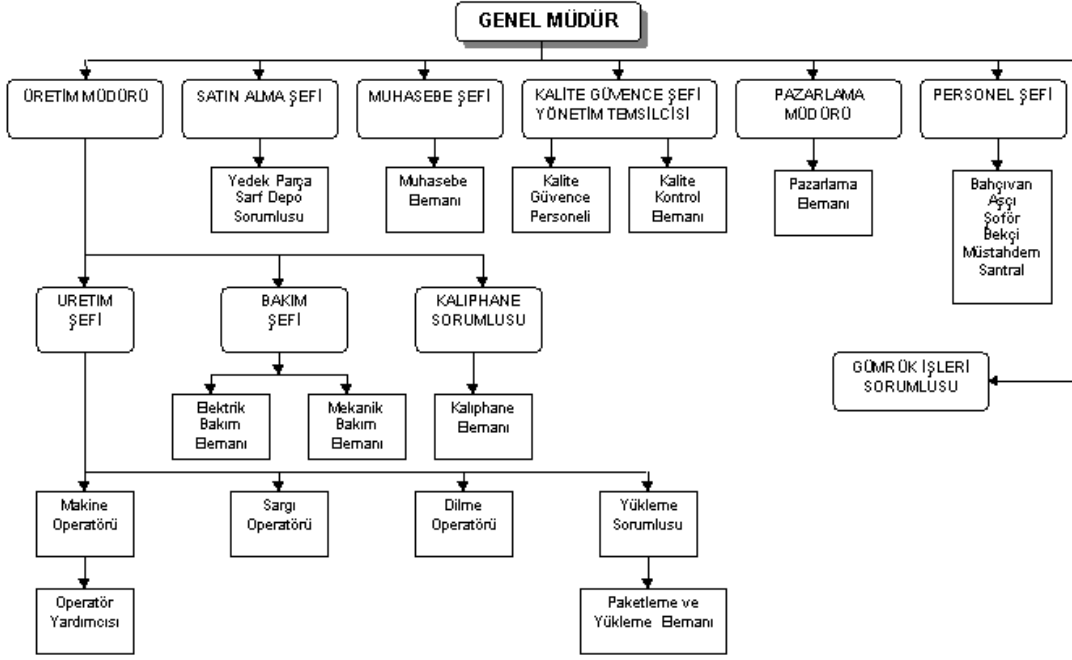 GENEL MÜDÜR
ÜRETİM MÜDÜRÜ
SATIN ALMA ŞEFİ
MUHASEBE ŞEFİ
KALİTE GÜVENCE ŞEFİ
YÖNETİM TEMSİLCİSİ
PAZARLAMA
MÜDÜRÜ
PERSONEL ŞEFİ
Yedek Parça
Sarf Depo
Sorumlusu
Muhasebe
Elemanı
Kalite
Güvence
Personeli
Kalite
Kontrol
Elemanı
Pazarlama
Elemanı
Bahçıvan
Aşçı
Şoför
Bekçi
Müstahdem
Santral
ÜRETİM
ŞEFİ
BAKIM
ŞEFİ
KALIPHANE
SORUMLUSU
GÜMRÜK İŞLERİ
SORUMLUSU
Elektrik
Bakım
Elemanı
Mekanik
Bakım
Elemanı
Kalıphane
Elemanı
Makine
Operatörü
Sargı
Operatörü
Dilme
Operatörü
Yükleme
Sorumlusu
Operatör
Yardımcısı
Paketleme ve
Yükleme Elemanı